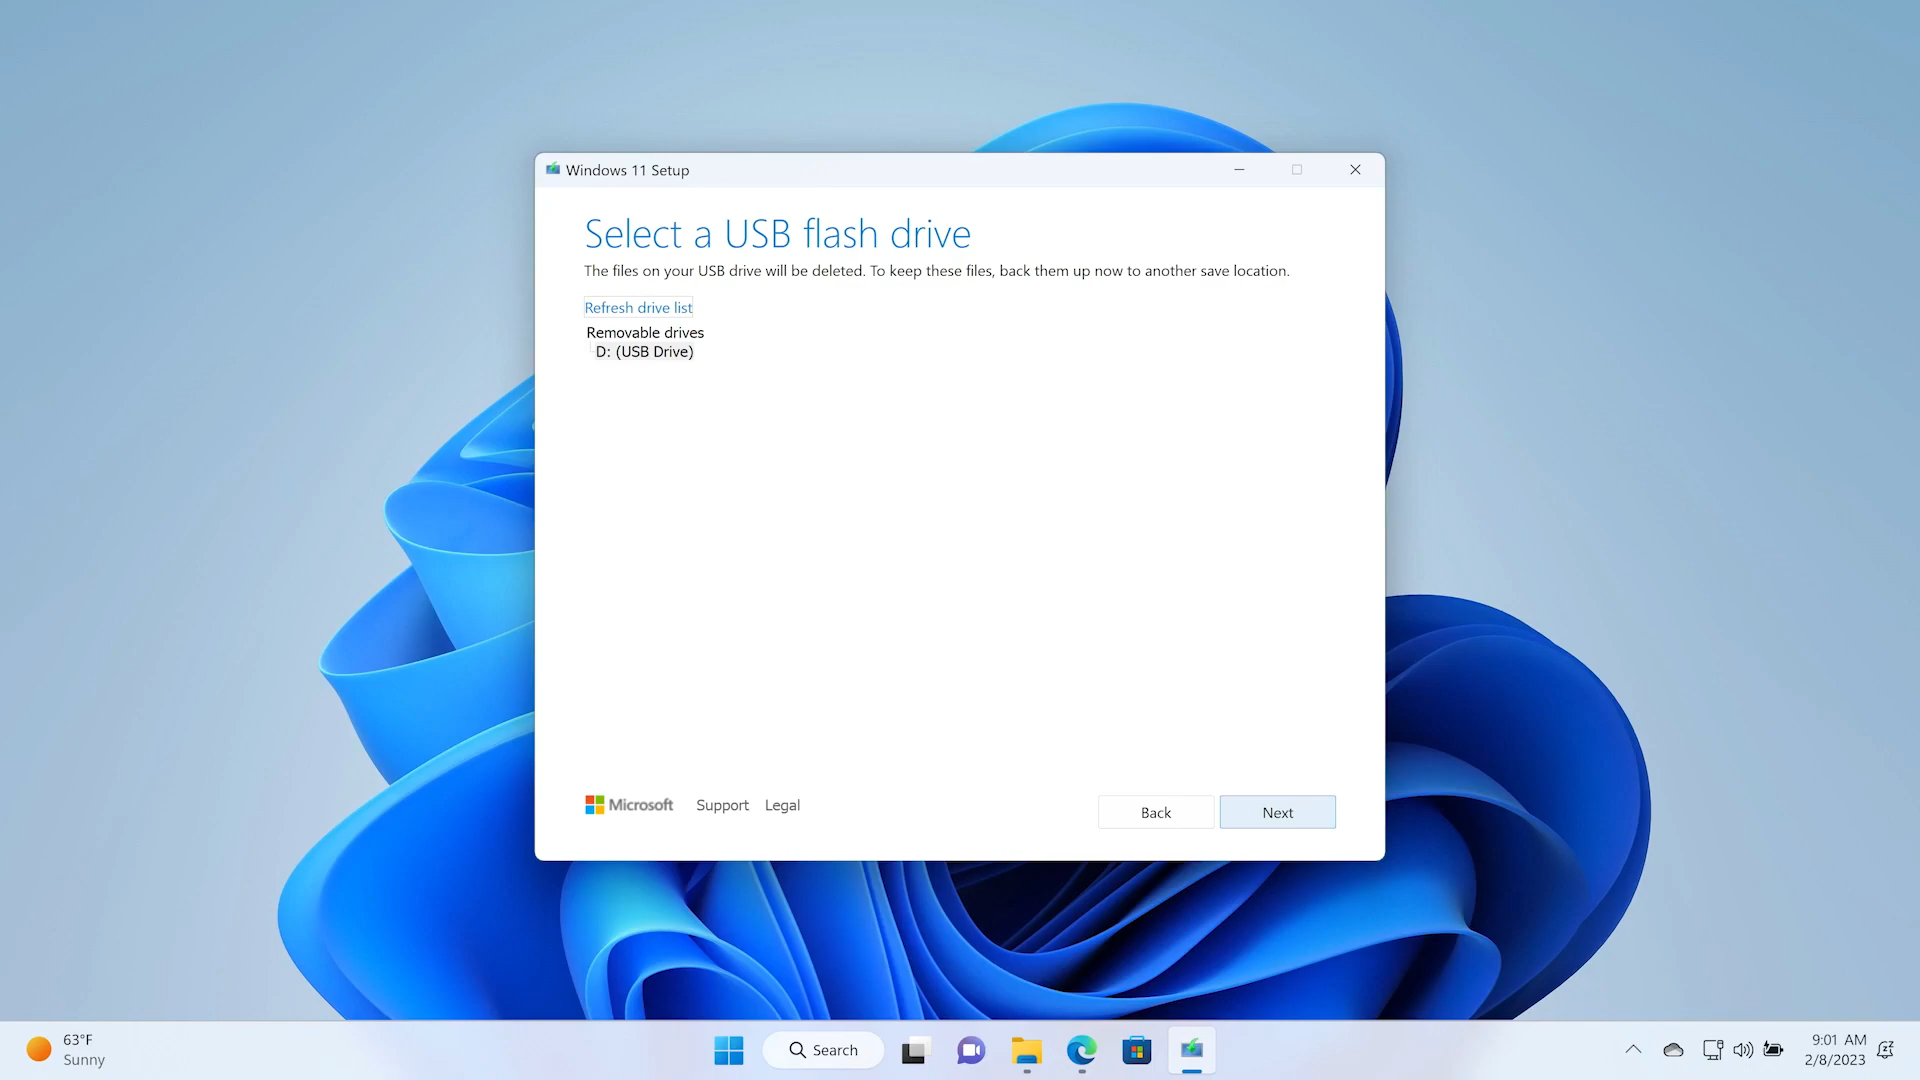 Windows 11 Setup
Select a USB flash drive
The files on your USB drive will be deleted. To keep these files, back them up now to another save location.
Refresh drive list
Removable drives
D: (USB Drive)
Microsoft Support Legal
Back Next
63°F
Sunny
Search
9:01 AM
2/8/2023